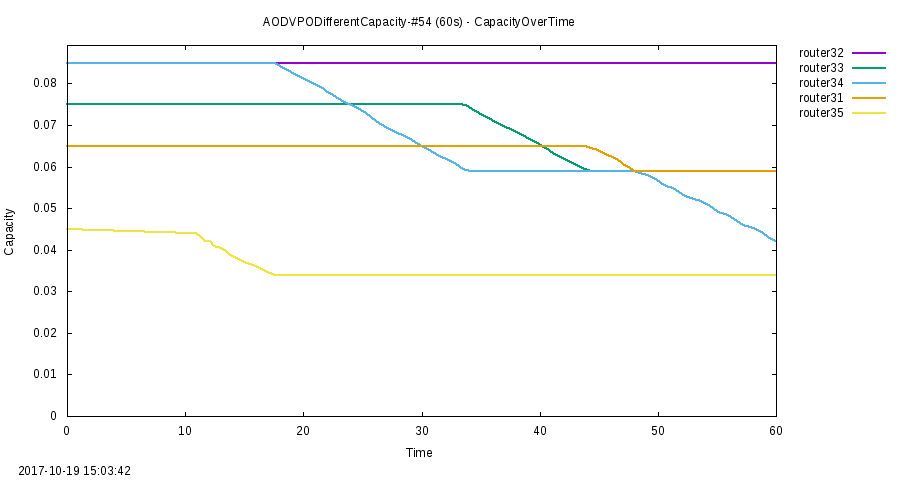 AODVPODifferentCapacity-#54 (60s) - CapacityOverTime
router32
router33
router34
router31
router35
0.08
0.07
0.06
0.05
0.04
0.03
0.02
0.01
0
Capacity
0 10 20 30 40 50 60
Time
2017-10-19 15:03:42